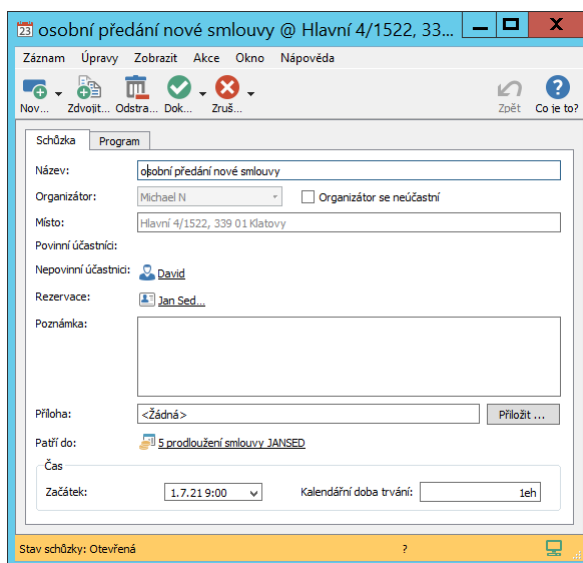 23 osobní předání nové smlouvy @ Hlavní 4/1522, 33...
Záznam Úpravy Zobrazit Akce Okno Nápověda
Nov... Zdvojit... Odstra... Dok... Zruš... Zpět Co je to?
Schůzka Program
Název: osobní předání nové smlouvy
Organizátor: Michael N Organizátor se neúčastní
Místo: Hlavní 4/1522, 339 01 Klatovy
Povinní účastníci:
Nepovinní účastnici: David
Rezervace: Jan Sed...
Poznámka:
Příloha: <Žádná> Přiložit ...
Patří do: 5 prodloužení smlouvy JANSED
Čas
Začátek: 1.7.21 9:00 Kalendářní doba trvání: 1eh
Stav schůzky: Otevřená ?